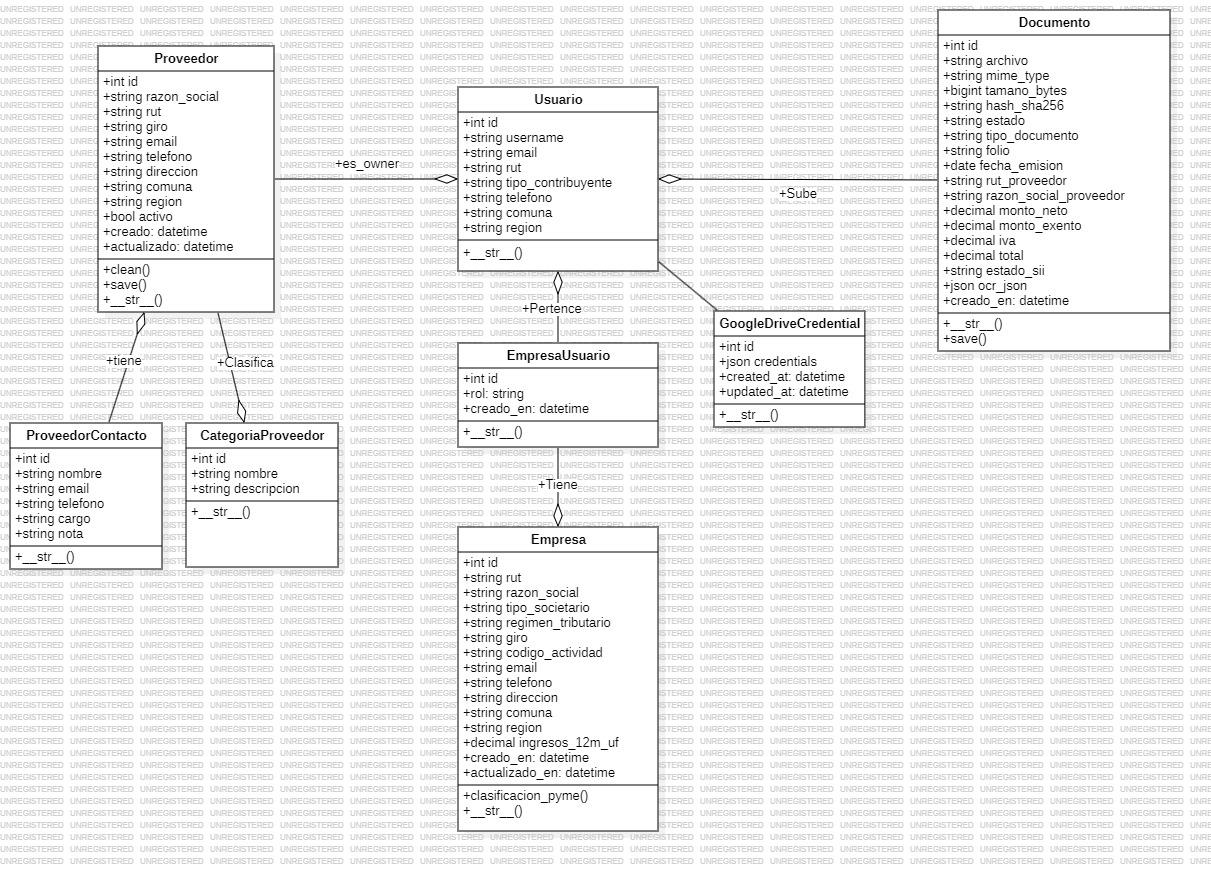 Proveedor
+int id
+string razon_social
+string rut
+string giro
+string email
+string telefono
+string direccion
+string comuna
+string region
+bool activo
+creado: datetime
+actualizado: datetime
+clean()
+save()
+__str__()
+es_owner
Usuario
+int id
+string username
+string email
+string rut
+string tipo_contribuyente
+string telefono
+string comuna
+string region
+__str__()
+Sube
Documento
+int id
+string archivo
+string mime_type
+bigint tamano_bytes
+string hash_sha256
+string estado
+string tipo_documento
+string folio
+date fecha_emision
+string rut_proveedor
+string razon_social_proveedor
+decimal monto_neto
+decimal monto_exento
+decimal iva
+decimal total
+string estado_sii
+json ocr_json
+creado_en: datetime
+__str__()
+save()
+tiene
+Clasifica
+Pertence
GoogleDriveCredential
+int id
+json credentials
+created_at: datetime
+updated_at: datetime
+__str__()
EmpresaUsuario
+int id
+rol: string
+creado_en: datetime
+__str__()
ProveedorContacto
+int id
+string nombre
+string email
+string telefono
+string cargo
+string nota
+__str__()
CategoriaProveedor
+int id
+string nombre
+string descripcion
+__str__()
+Tiene
Empresa
+int id
+string rut
+string razon_social
+string tipo_societario
+string regimen_tributario
+string giro
+string codigo_actividad
+string email
+string telefono
+string direccion
+string comuna
+string region
+decimal ingresos_12m_uf
+creado_en: datetime
+actualizado_en: datetime
+clasificacion_pyme()
+__str__()
UNREGISTERED